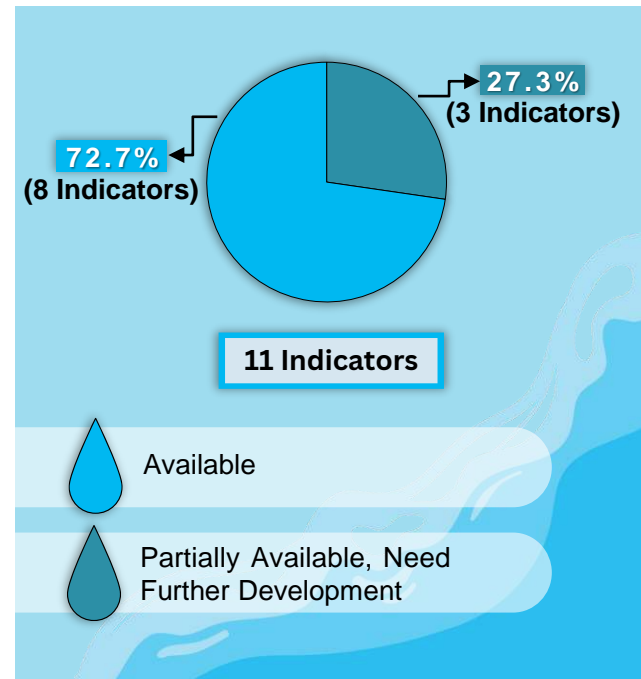 27.3%
(3 Indicators)
72.7%
(8 Indicators)
11 Indicators
Available
Partially Available, Need
Further Development